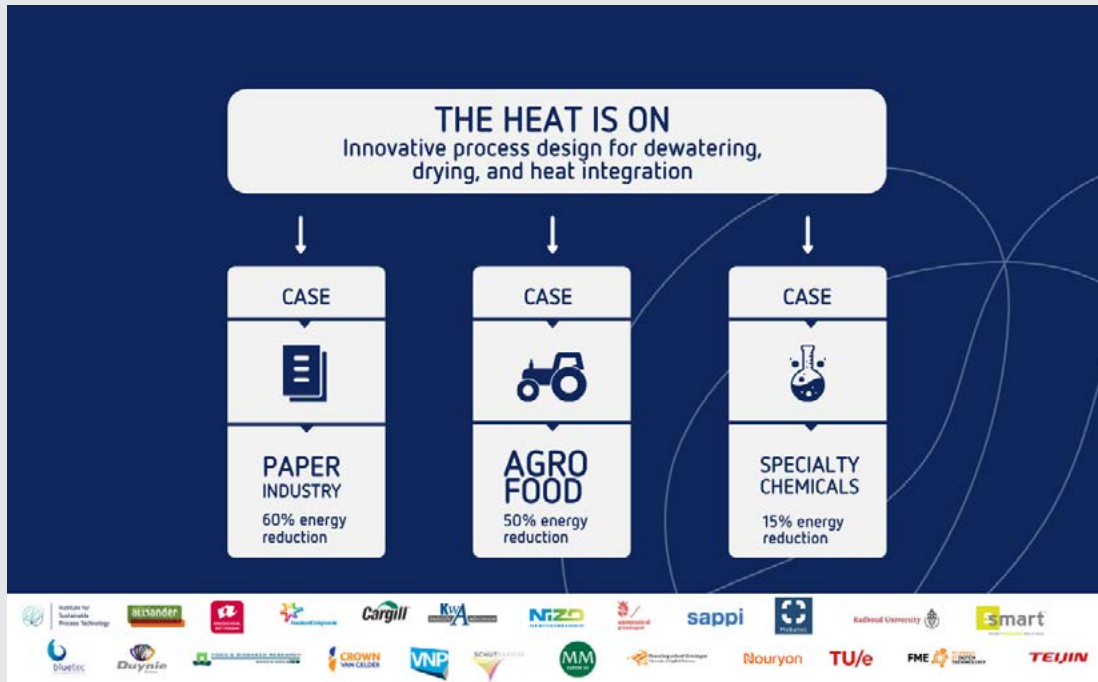 THE HEAT IS ON
Innovative process design for dewatering,
drying, and heat integration
CASE
PAPER
INDUSTRY
60% energy
reduction
CASE
AGRO
FOOD
50% energy
reduction
CASE
SPECIALTY
CHEMICALS
15% energy
reduction
Institute for
Sustainable
Process Technology
alliander
Cargill
KWA
NIZO
sappi
Radboud University
smart
bluetec
Duynie
CROWN
VAN GELDER
VNP
MM
Nouryon
TU/e
FME
TEIJIN